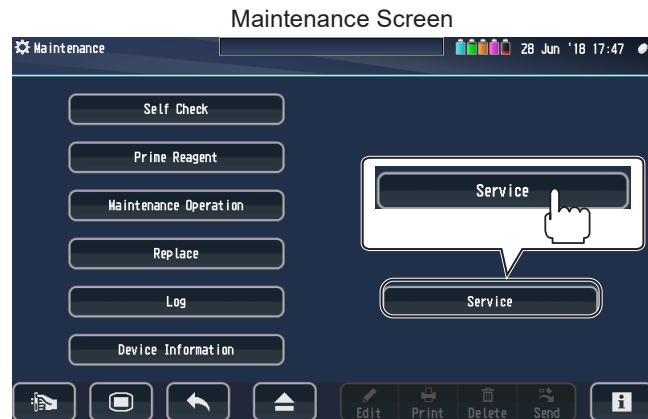 Maintenance Screen
Maintenance
28 Jun '18 17:47
Self Check
Prime Reagent
Service
Maintenance Operation
Replace
Log
Service
Device Information
Edit
Print
Delete
Send
i